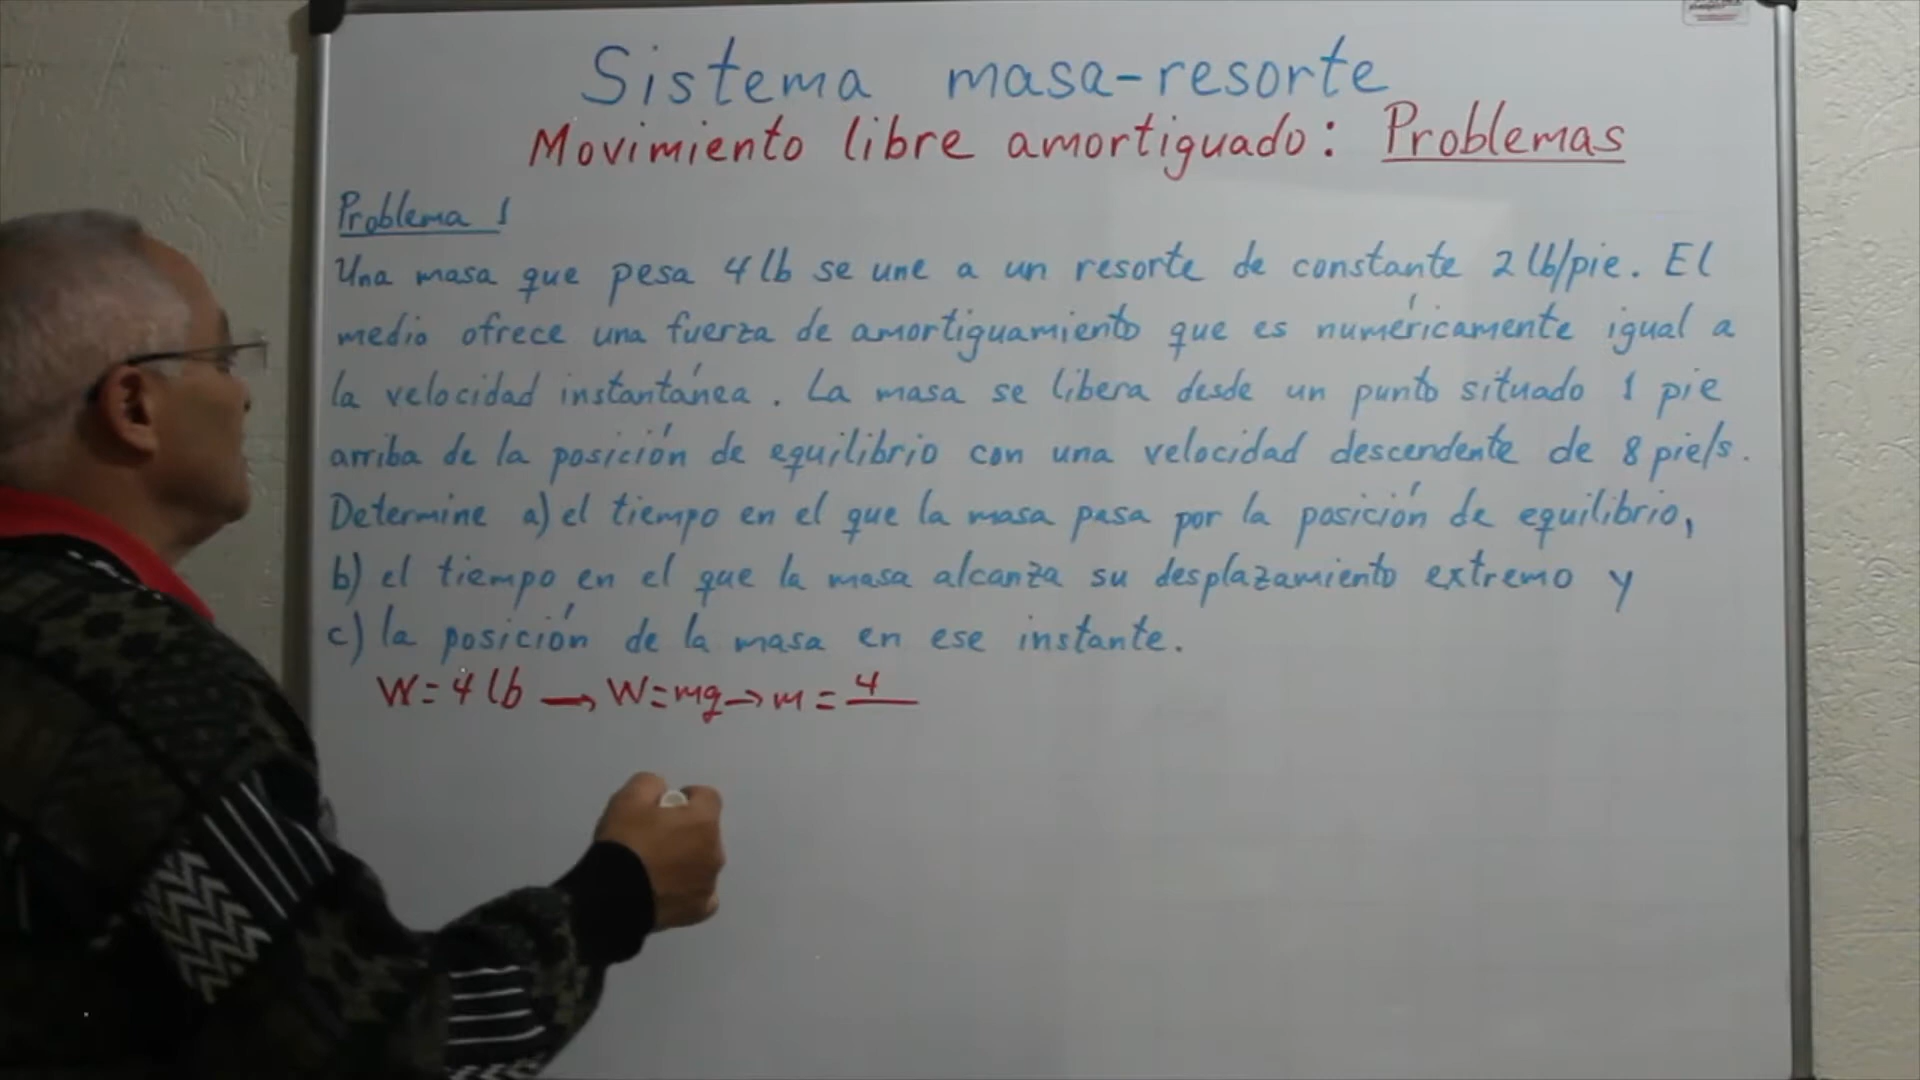 Sistema masa-resorte
Movimiento libre amortiguado: Problemas
Problema 1
Una masa que pesa 4 lb se une a un resorte de constante 2 lb/pie. El
medio ofrece una fuerza de amortiguamiento que es numéricamente igual a
la velocidad instantánea. La masa se libera desde un punto situado 1 pie
arriba de la posición de equilibrio con una velocidad descendente de 8 pie/s.
Determine a) el tiempo en el que la masa pasa por la posición de equilibrio,
b) el tiempo en el que la masa alcanza su desplazamiento extremo y
c) la posición de la masa en ese instante.
W = 4 lb → W = mg → m = 4